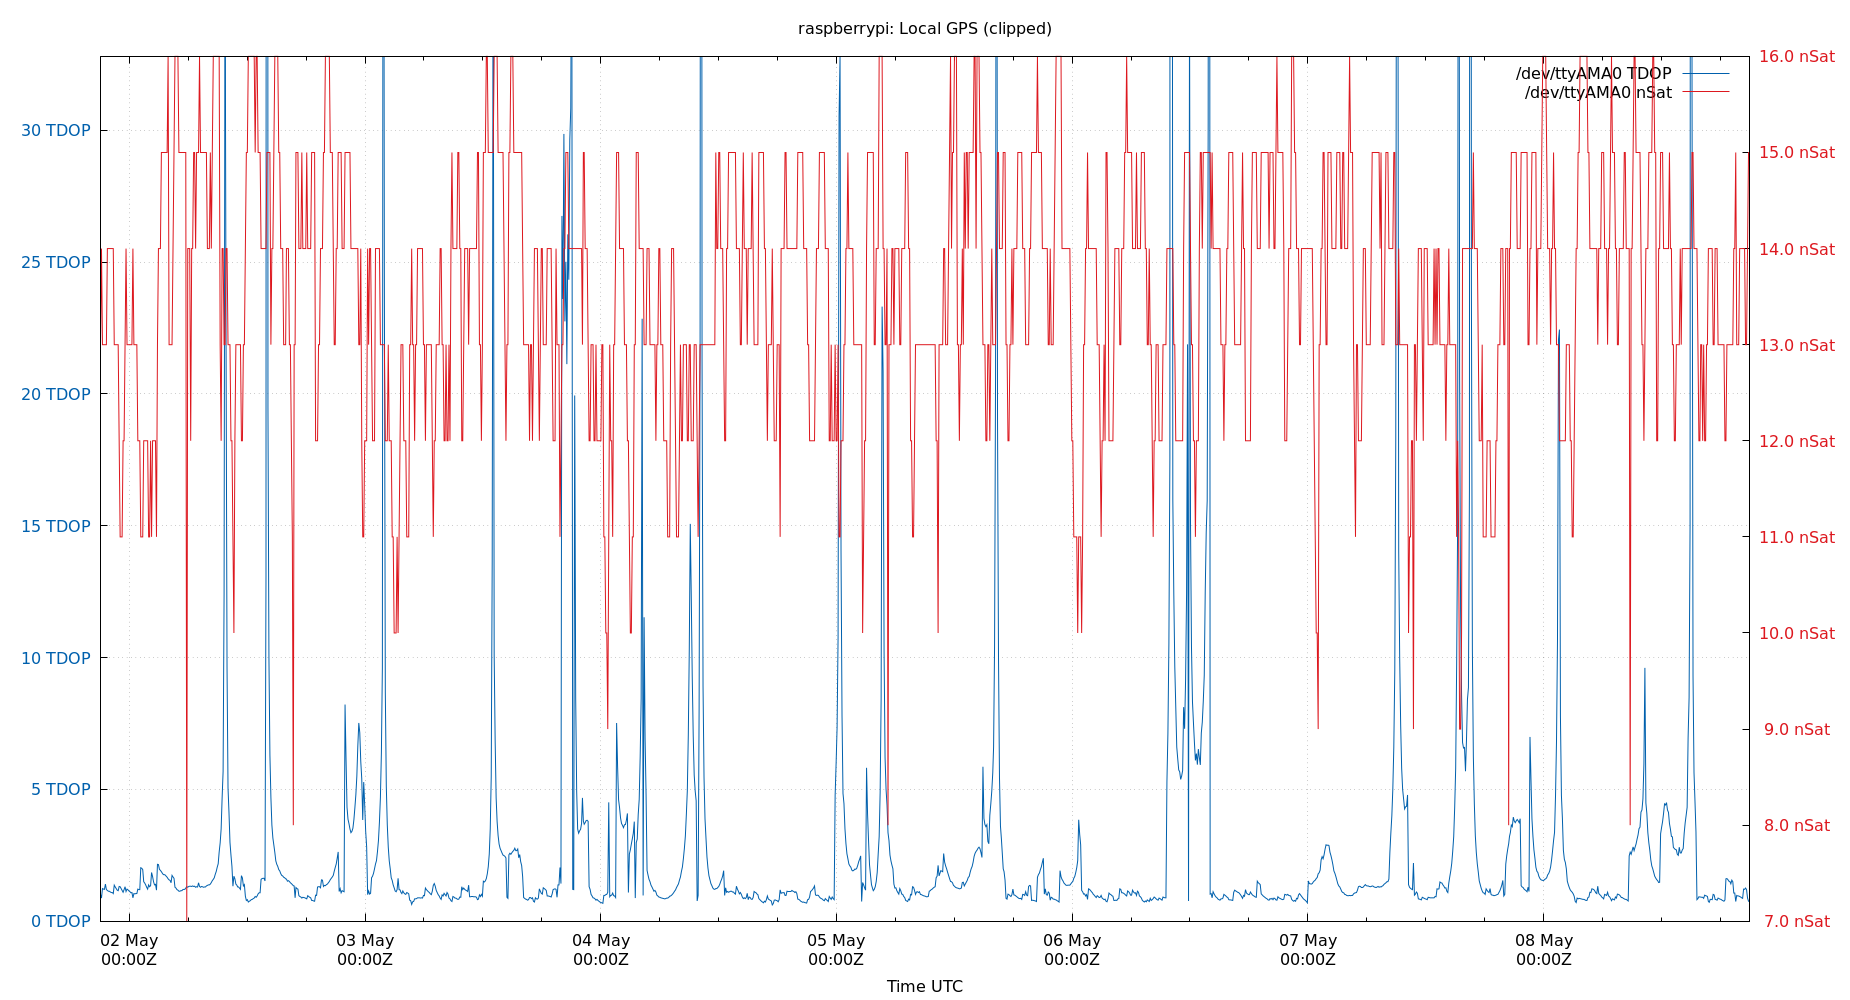 raspberrypi: Local GPS (clipped)
/dev/ttyAMA0 TDOP
/dev/ttyAMA0 nSat
30 TDOP
25 TDOP
20 TDOP
15 TDOP
10 TDOP
5 TDOP
0 TDOP
16.0 nSat
15.0 nSat
14.0 nSat
13.0 nSat
12.0 nSat
11.0 nSat
10.0 nSat
9.0 nSat
8.0 nSat
7.0 nSat
02 May 03 May 04 May 05 May 06 May 07 May 08 May
00:00Z 00:00Z 00:00Z 00:00Z 00:00Z 00:00Z 00:00Z
Time UTC